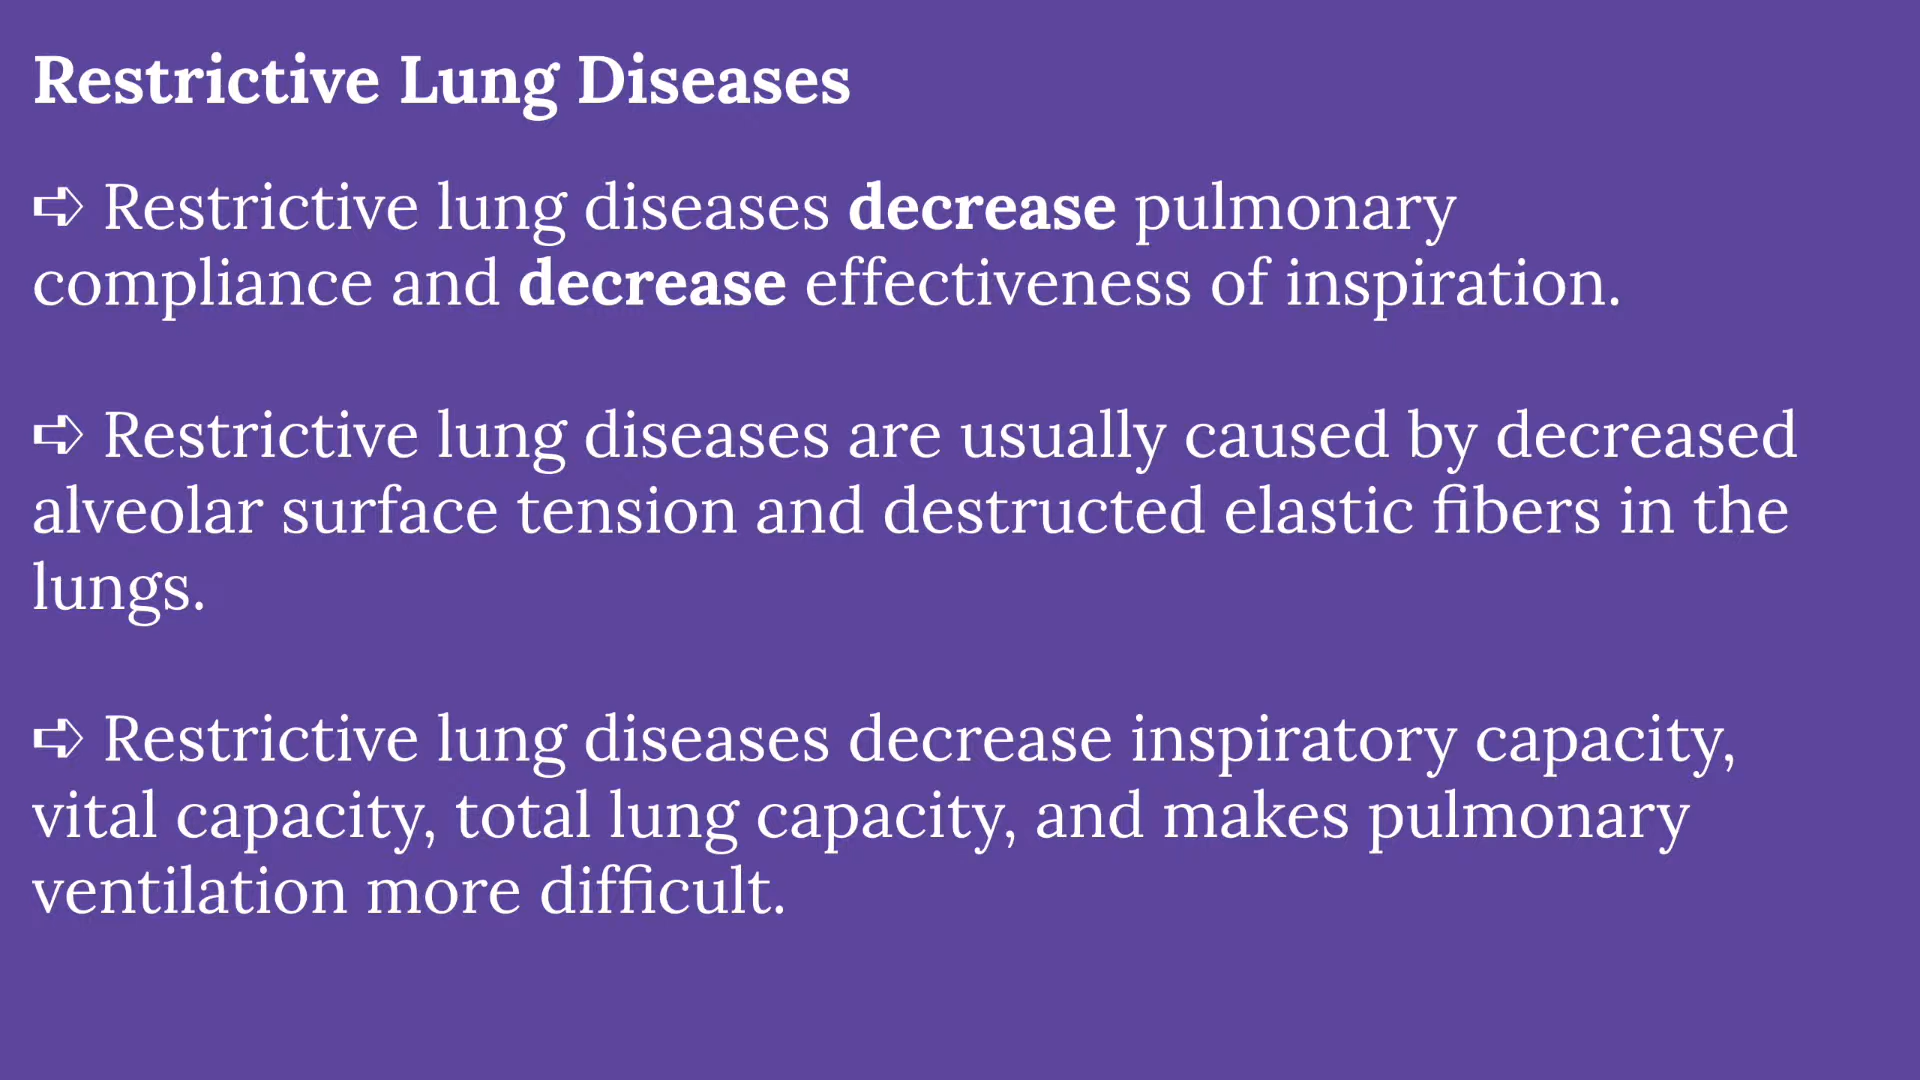 Restrictive Lung Diseases
➪ Restrictive lung diseases decrease pulmonary
compliance and decrease effectiveness of inspiration.
➪ Restrictive lung diseases are usually caused by decreased
alveolar surface tension and destructed elastic fibers in the
lungs.
➪ Restrictive lung diseases decrease inspiratory capacity,
vital capacity, total lung capacity, and makes pulmonary
ventilation more difficult.